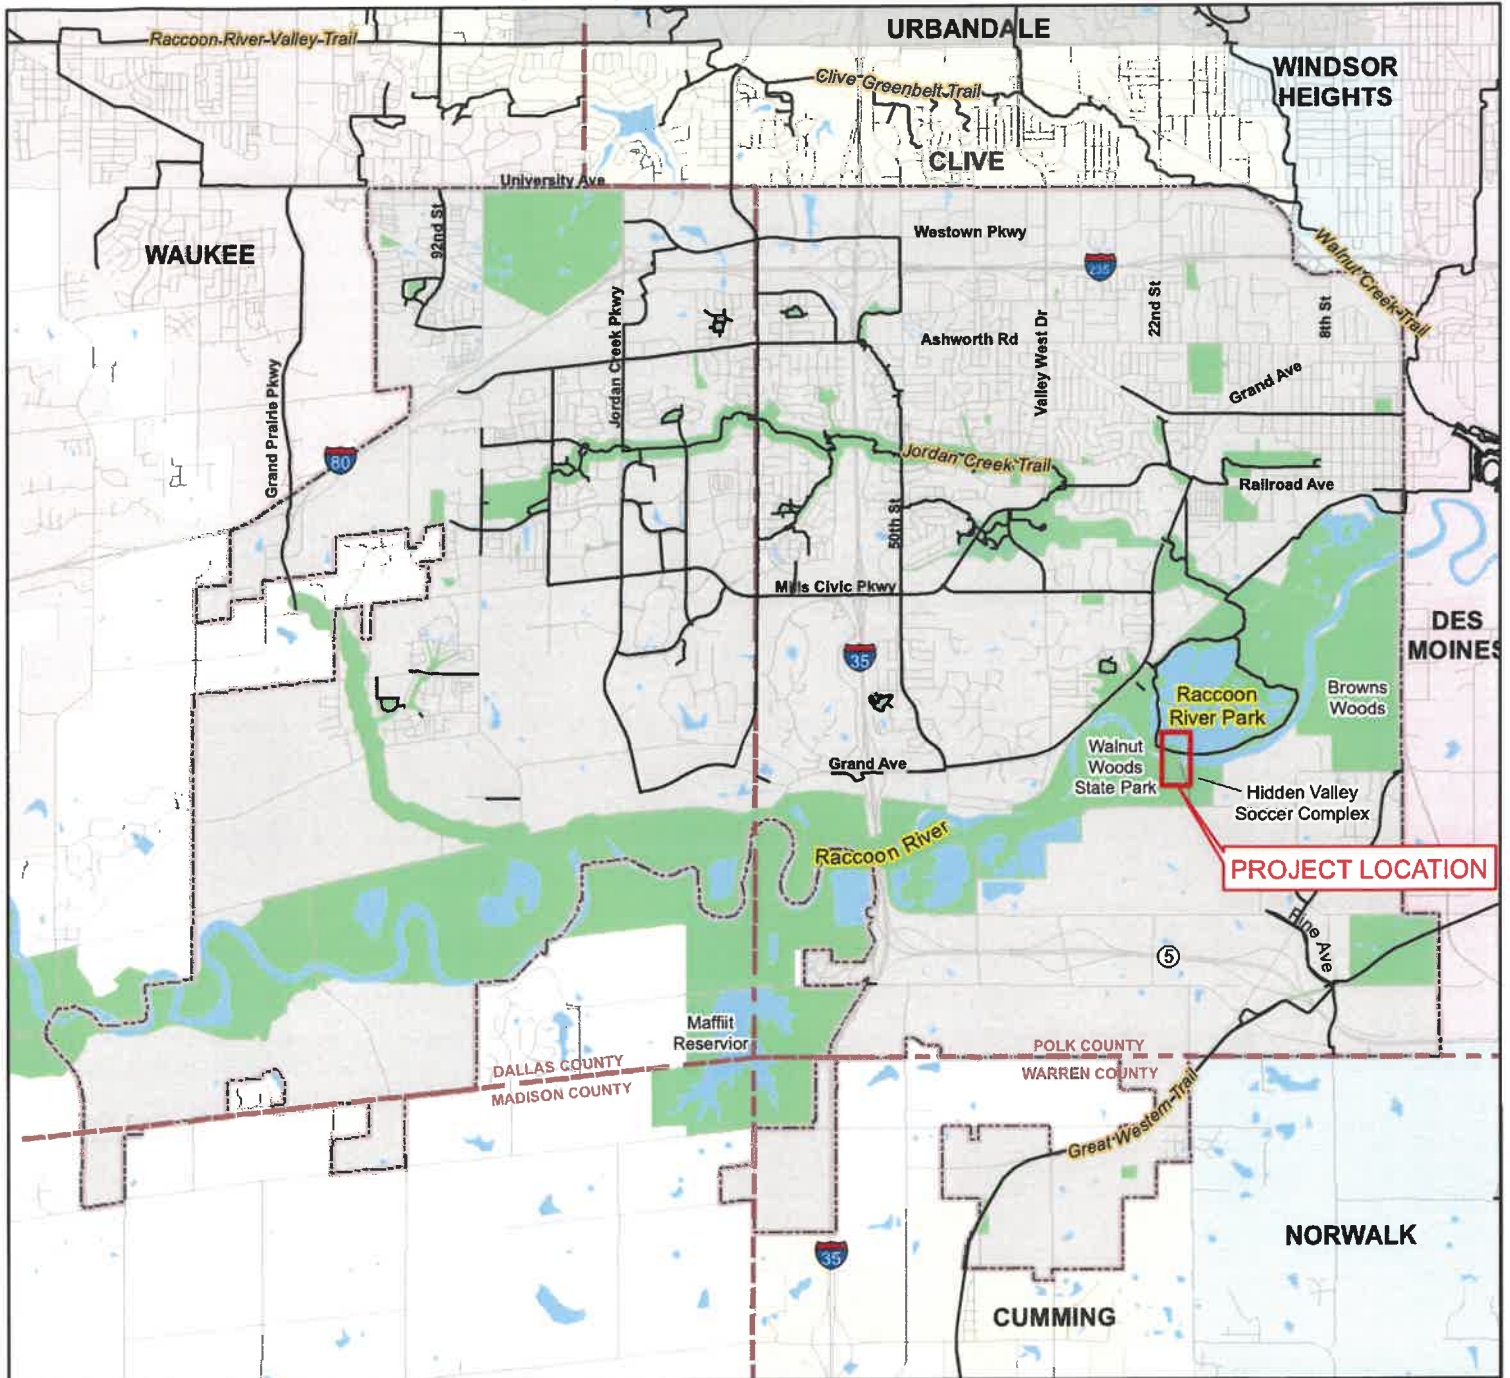 URBANDALE
Raccoon River Valley Trail
WINDSOR
HEIGHTS
Clive Greenbelt Trail
CLIVE
University Ave
92nd St
WAUKEE
Westown Pkwy
Walnut Creek Trail
235
22nd St
8th St
Jordan Creek Pkwy
Ashworth Rd
Valley West Dr
Grand Ave
Grand Prairie Pkwy
80
Jordan Creek Trail
Railroad Ave
50th St
Mills Civic Pkwy
DES
MOINES
35
Raccoon
River Park
Browns
Woods
Walnut
Woods
State Park
Grand Ave
Hidden Valley
Soccer Complex
Raccoon River
PROJECT LOCATION
Pine Ave
5
Maffiit
Reservior
POLK COUNTY
WARREN COUNTY
DALLAS COUNTY
MADISON COUNTY
Great Western Trail
NORWALK
35
CUMMING